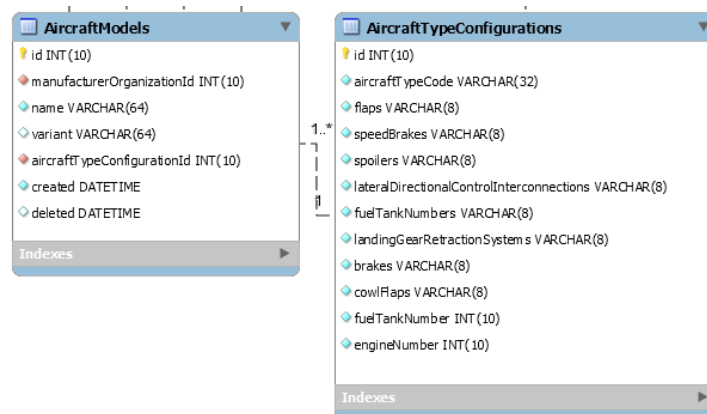 AircraftModels
id INT(10)
manufacturerOrganizationId INT(10)
name VARCHAR(64)
variant VARCHAR(64)
aircraftTypeConfigurationId INT(10)
created DATETIME
deleted DATETIME
Indexes
1..*
1
AircraftTypeConfigurations
id INT(10)
aircraftTypeCode VARCHAR(32)
flaps VARCHAR(8)
speedBrakes VARCHAR(8)
spoilers VARCHAR(8)
lateralDirectionalControlInterconnections VARCHAR(8)
fuelTankNumbers VARCHAR(8)
landingGearRetractionSystems VARCHAR(8)
brakes VARCHAR(8)
cowlFlaps VARCHAR(8)
fuelTankNumber INT(10)
engineNumber INT(10)
Indexes